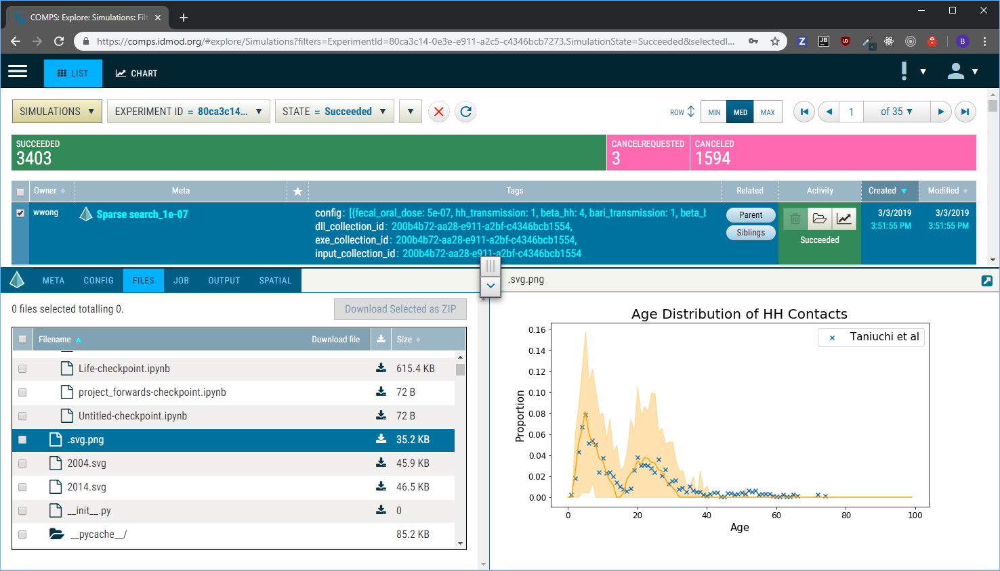 COMPS: Explore: Simulations: Filt
https://comps.idmod.org/#explore/Simulations?filters=ExperimentId=80ca3c14-0e3e-e911-a2c5-c4346bcb7273,SimulationState=Succeeded&selectedI...
Z JB UD B
LIST CHART
SIMULATIONS EXPERIMENT ID = 80ca3c14... STATE = Succeeded ROW MIN MED MAX 1 of 35
SUCCEEDED CANCELREQUESTED CANCELED
3403 3 1594
Owner Meta Tags Related Activity Created Modified
wwong Sparse search_1e-07 config: [{fecal_oral_dose: 5e-07, hh_transmission: 1, beta_hh: 4, bari_transmission: 1, beta_b Parent 3/3/2019 3/3/2019
dll_collection_id: 200b4b72-aa28-e911-a2bf-c4346bcb1554, 3:51:55 PM 3:51:55 PM
exe_collection_id: 200b4b72-aa28-e911-a2bf-c4346bcb1554, Siblings Succeeded
input_collection_id: 200b4b72-aa28-e911-a2bf-c4346bcb1554
META CONFIG FILES JOB OUTPUT SPATIAL .svg.png
0 files selected totalling 0. Download Selected as ZIP
Filename Download file Size
Life-checkpoint.ipynb 615.4 KB
project_forwards-checkpoint.ipynb 72 B
Untitled-checkpoint.ipynb 72 B
.svg.png 35.2 KB
2004.svg 45.9 KB
2014.svg 46.5 KB
__init__.py 0
__pycache__/ 85.2 KB
Age Distribution of HH Contacts
Taniuchi et al
Proportion
0.16
0.14
0.12
0.10
0.08
0.06
0.04
0.02
0.00
0 20 40 60 80 100
Age